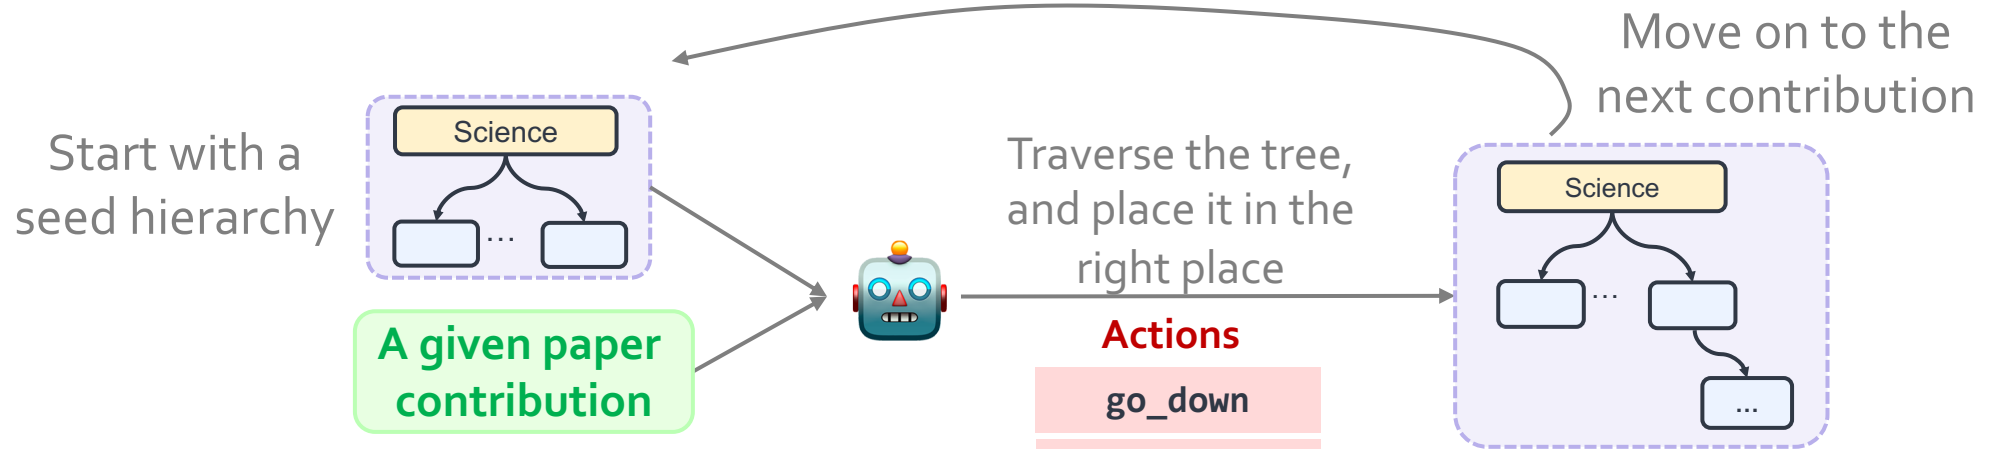 Start with a
seed hierarchy
Science
...
A given paper
contribution
Traverse the tree,
and place it in the
right place
Actions
go_down
Move on to the
next contribution
Science
...
...